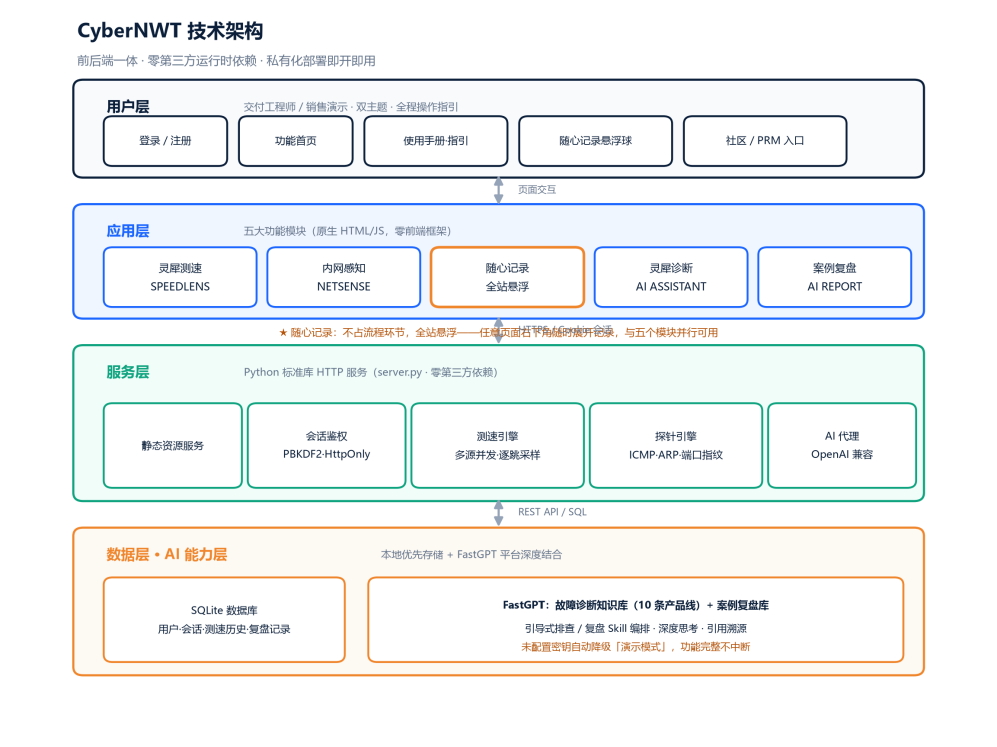 CyberNWT 技术架构
前后端一体 · 零第三方运行时依赖 · 私有化部署即开即用
用户层
交付工程师 / 销售演示 · 双主题 · 全程操作指引
登录 / 注册
功能首页
使用手册·指引
随心记录悬浮球
社区 / PRM 入口
页面交互
应用层
五大功能模块（原生 HTML/JS，零前端框架）
灵犀测速
SPEEDLENS
内网感知
NETSENSE
随心记录
全站悬浮
灵犀诊断
AI ASSISTANT
案例复盘
AI REPORT
★ 随心记录：不占流程环节，全站悬浮——任意页面右下角随时展开记录，与五个模块并行可用
服务层
Python 标准库 HTTP 服务（server.py · 零第三方依赖）
静态资源服务
会话鉴权
PBKDF2·HttpOnly
测速引擎
多源并发·逐跳采样
探针引擎
ICMP·ARP·端口指纹
AI 代理
OpenAI 兼容
REST API / SQL
数据层 • AI 能力层
本地优先存储 + FastGPT 平台深度结合
SQLite 数据库
用户·会话·测速历史·复盘记录
FastGPT：故障诊断知识库（10 条产品线）+ 案例复盘库
引导式排查 / 复盘 Skill 编排 · 深度思考 · 引用溯源
未配置密钥自动降级「演示模式」，功能完整不中断